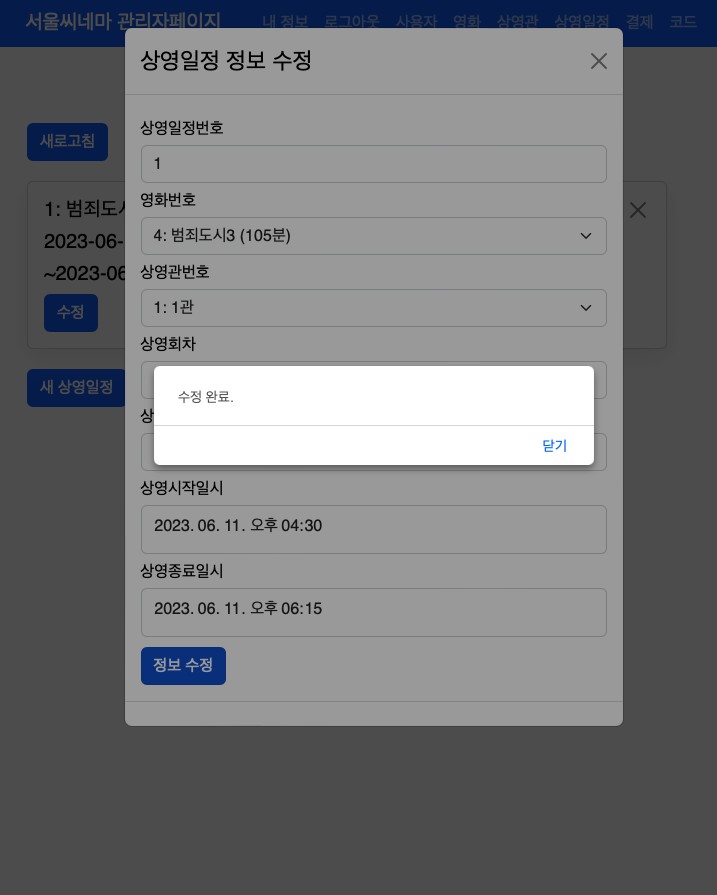 서울씨네마 관리자페이지 내 정보 로그아웃 사용자 영화 상영관 상영일정 결제 코드
상영일정 정보 수정
새로고침
상영일정번호
1
1: 범죄도시
2023-06-
~2023-06
수정
영화번호
4: 범죄도시3 (105분)
상영관번호
1: 1관
상영회차
새 상영일정
수정 완료.
닫기
상
상영시작일시
2023. 06. 11. 오후 04:30
상영종료일시
2023. 06. 11. 오후 06:15
정보 수정